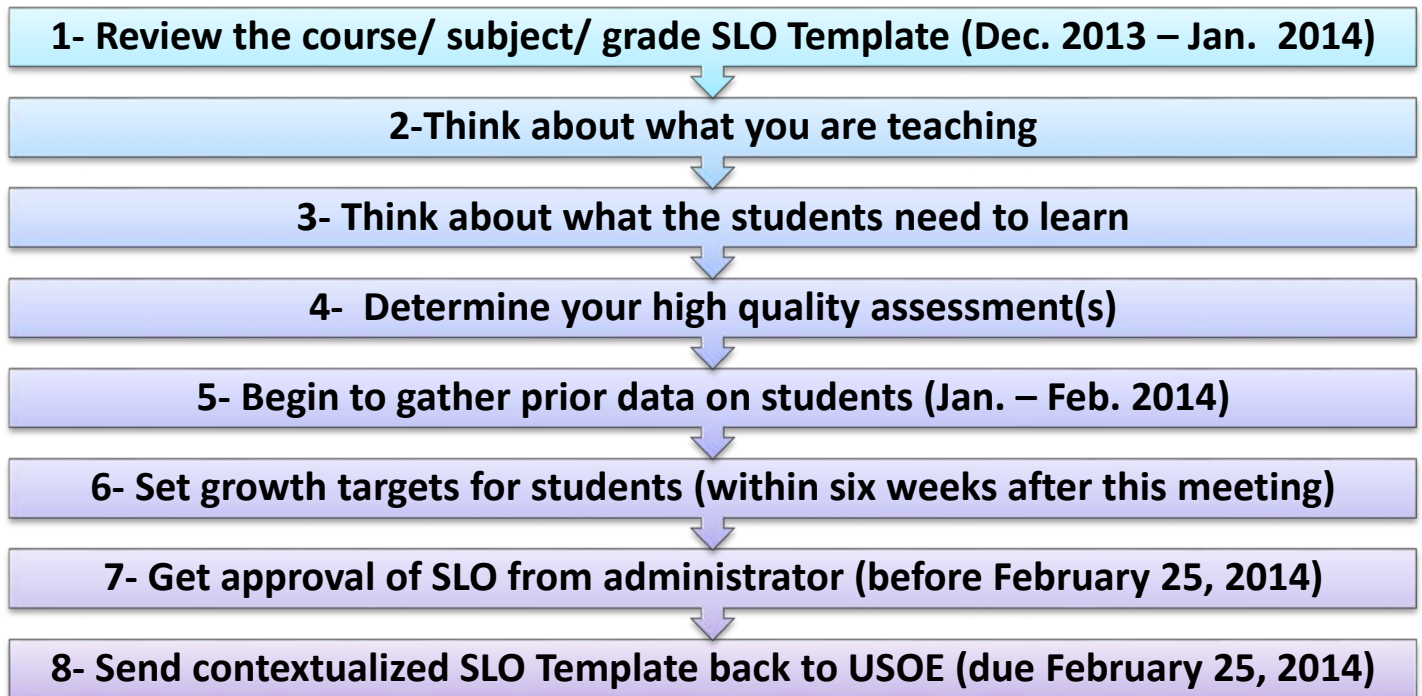 1- Review the course/ subject/ grade SLO Template (Dec. 2013 – Jan. 2014)
2-Think about what you are teaching
3- Think about what the students need to learn
4- Determine your high quality assessment(s)
5- Begin to gather prior data on students (Jan. – Feb. 2014)
6- Set growth targets for students (within six weeks after this meeting)
7- Get approval of SLO from administrator (before February 25, 2014)
8- Send contextualized SLO Template back to USOE (due February 25, 2014)